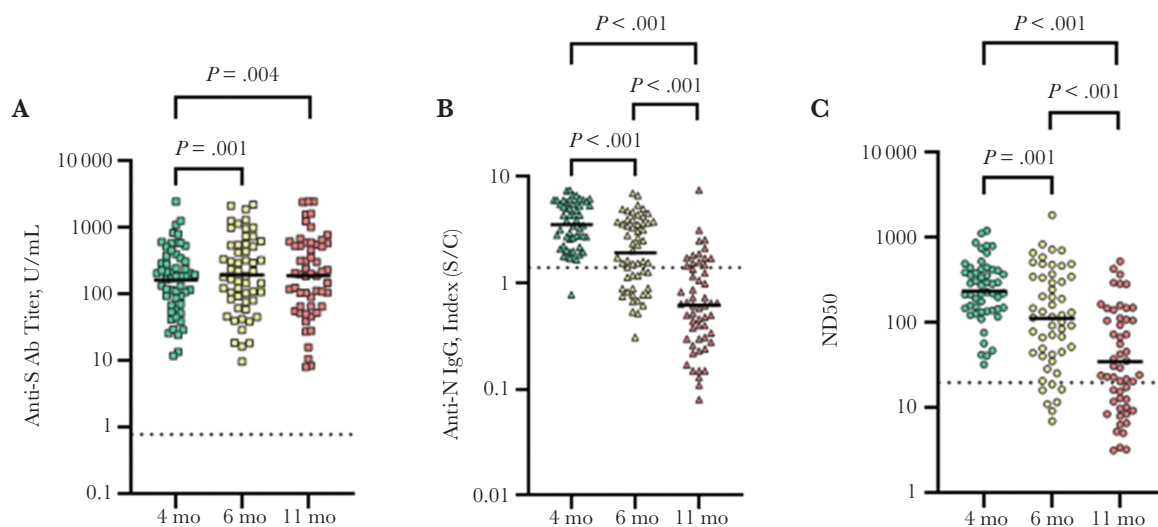 A
P = .004
P = .001
Anti-S Ab Titer, U/mL
10 000
1000
100
10
1
0.1
4 mo 6 mo 11 mo
B
P < .001
P < .001
P < .001
Anti-N IgG, Index (S/C)
10
1
0.1
0.01
4 mo 6 mo 11 mo
C
P < .001
P < .001
P = .001
ND50
10 000
1000
100
10
1
4 mo 6 mo 11 mo